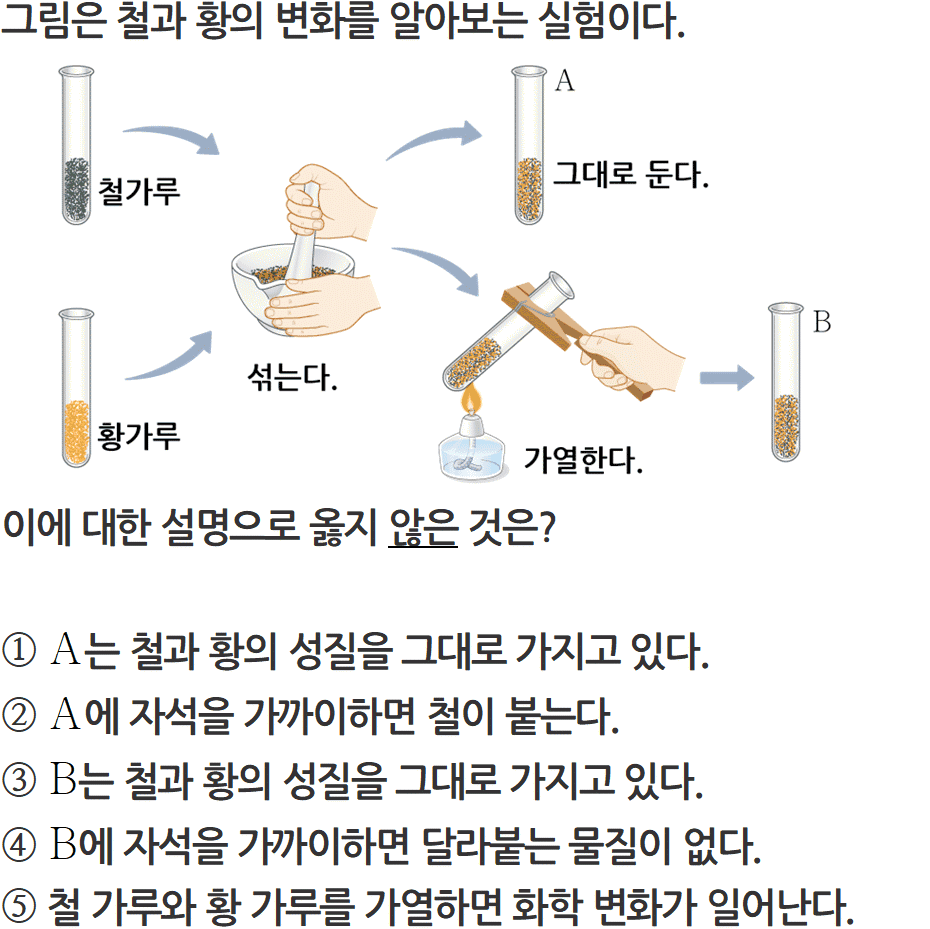 그림은 철과 황의 변화를 알아보는 실험이다.
A
철가루
그대로 둔다.
섞는다.
황가루
가열한다.
B
이에 대한 설명으로 옳지 않은 것은?
① A는 철과 황의 성질을 그대로 가지고 있다.
② A에 자석을 가까이하면 철이 붙는다.
③ B는 철과 황의 성질을 그대로 가지고 있다.
④ B에 자석을 가까이하면 달라붙는 물질이 없다.
⑤ 철 가루와 황 가루를 가열하면 화학 변화가 일어난다.